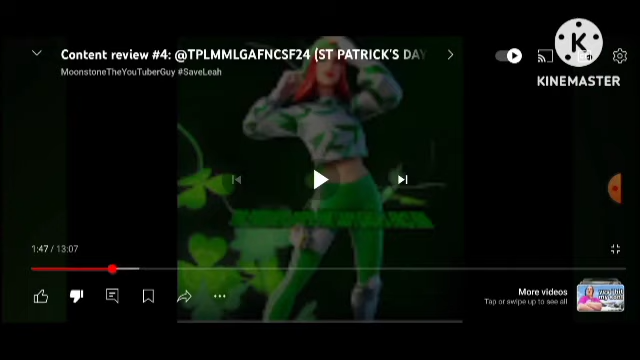 Content review #4: @TPLMMLGAFNCSF24 (ST PATRICK'S DAY
MoonstoneTheYouTuberGuy #SaveLeah
K
KINEMASTER
1:47 / 13:07
More videos
Tap or swipe up to see all